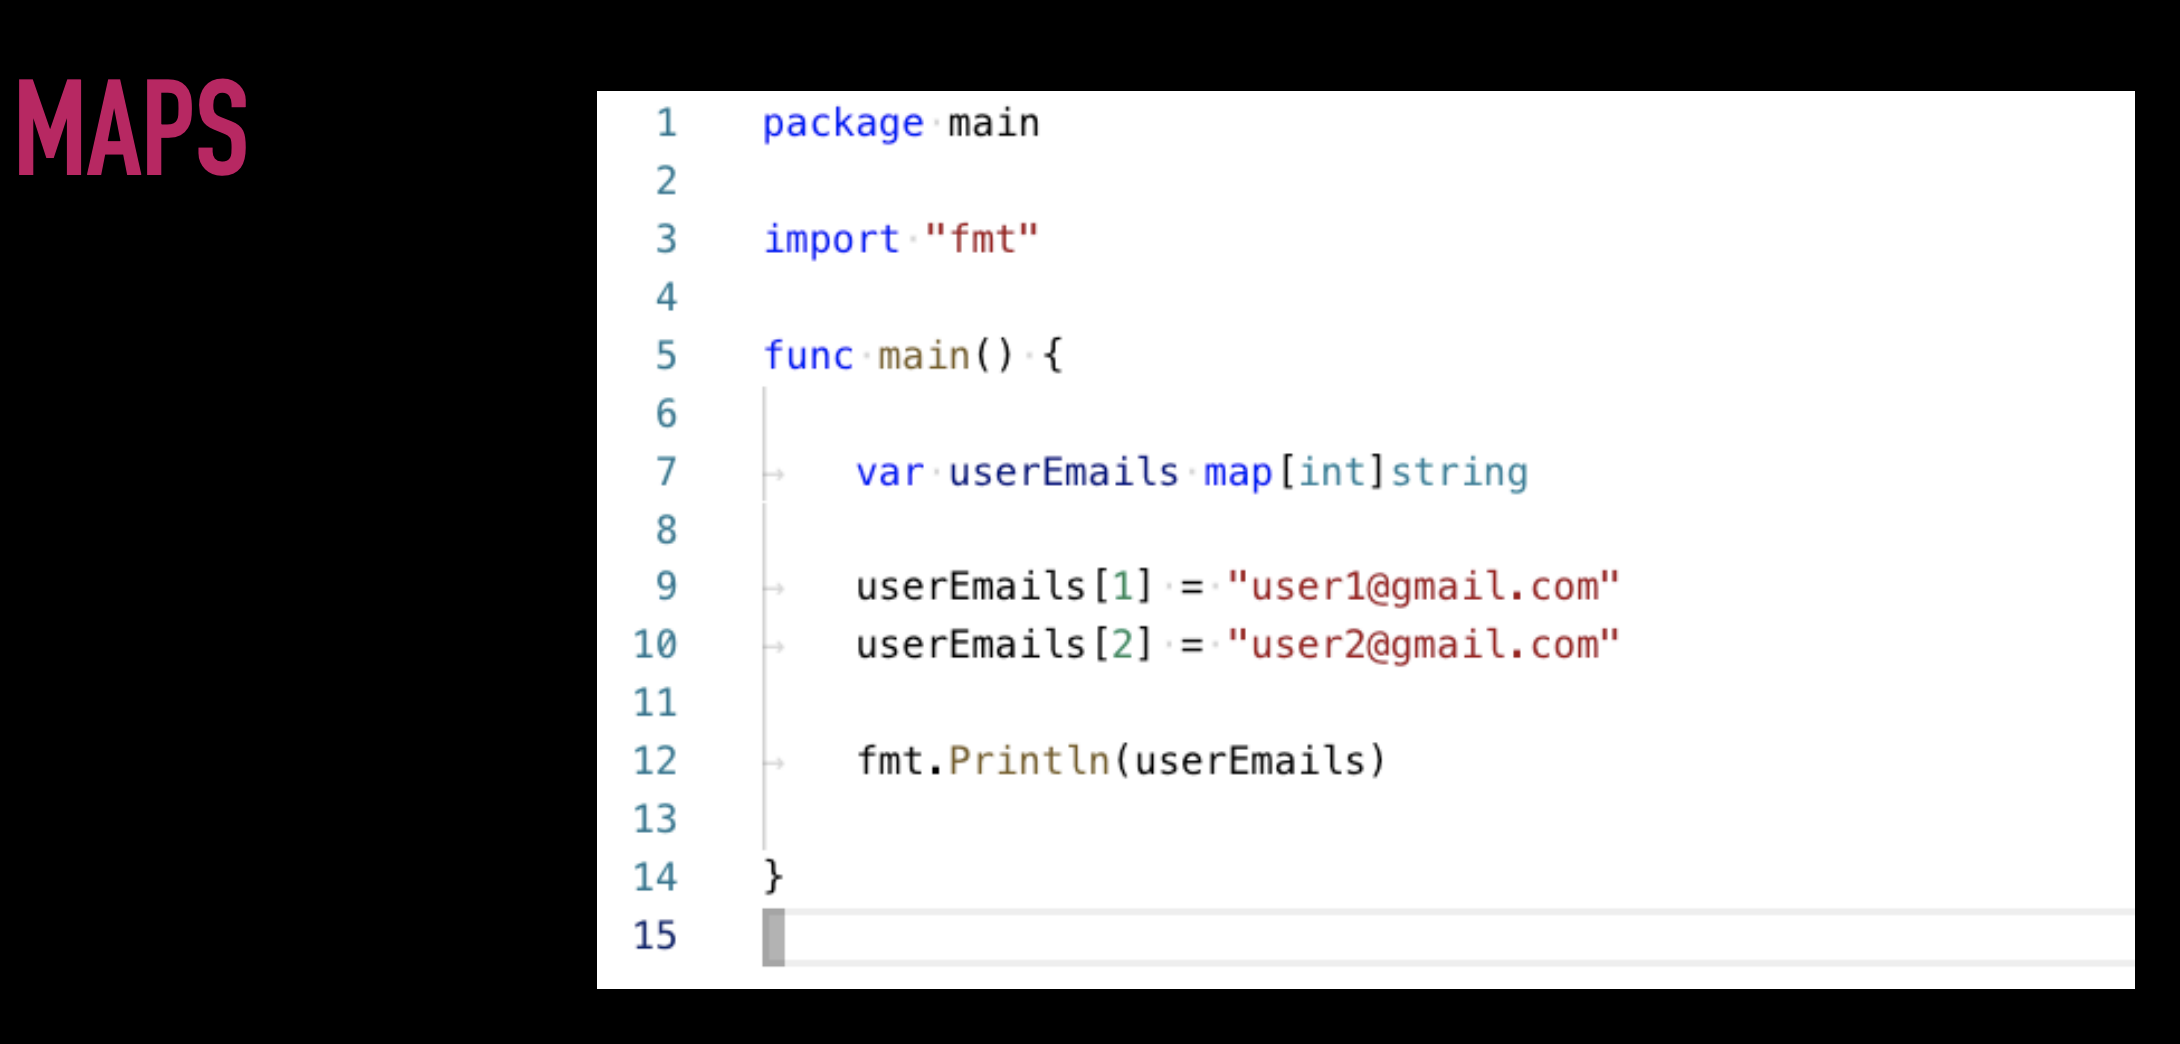 MAPS
1 package main
2
3 import "fmt"
4
5 func main() {
6
7 var userEmails map[int]string
8
9 userEmails[1] = "user1@gmail.com"
10 userEmails[2] = "user2@gmail.com"
11
12 fmt.Println(userEmails)
13
14 }
15